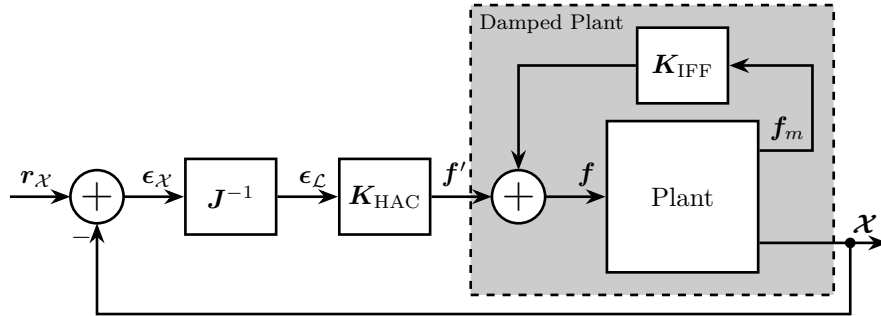 Damped Plant
K_IFF
f_m
r_𝒳
+
−
ϵ_𝒳
J⁻¹
ϵ_ℒ
K_HAC
f′
+
f
Plant
𝒳